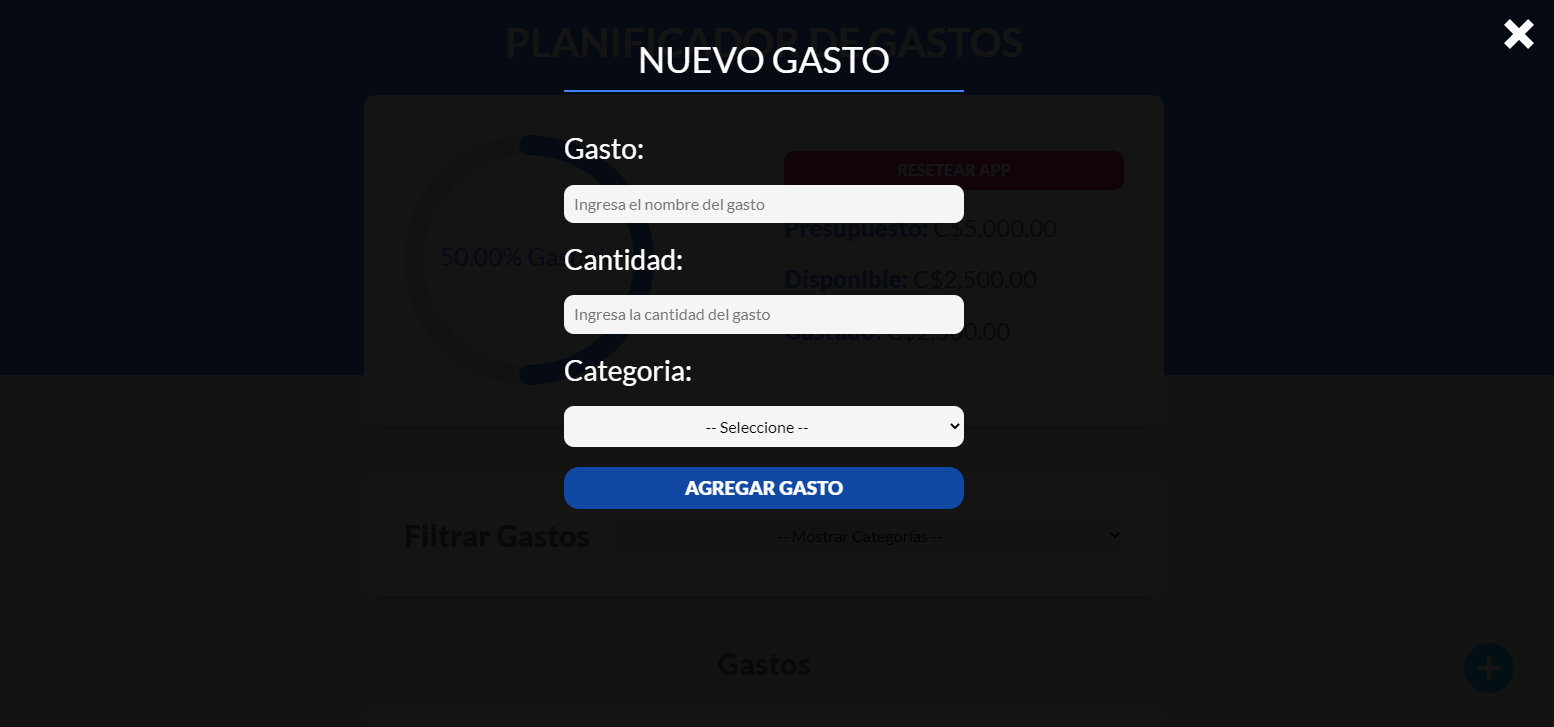 PLANIFICADOR DE GASTOS
NUEVO GASTO
Gasto:
RESETEAR APP
Ingresa el nombre del gasto
Presupuesto: C$5,000.00
50.00% Gas
Cantidad:
Disponible: C$2,500.00
Ingresa la cantidad del gasto
Gastado: C$2,500.00
Categoria:
-- Seleccione --
AGREGAR GASTO
Filtrar Gastos
-- Mostrar Categorías --
Gastos